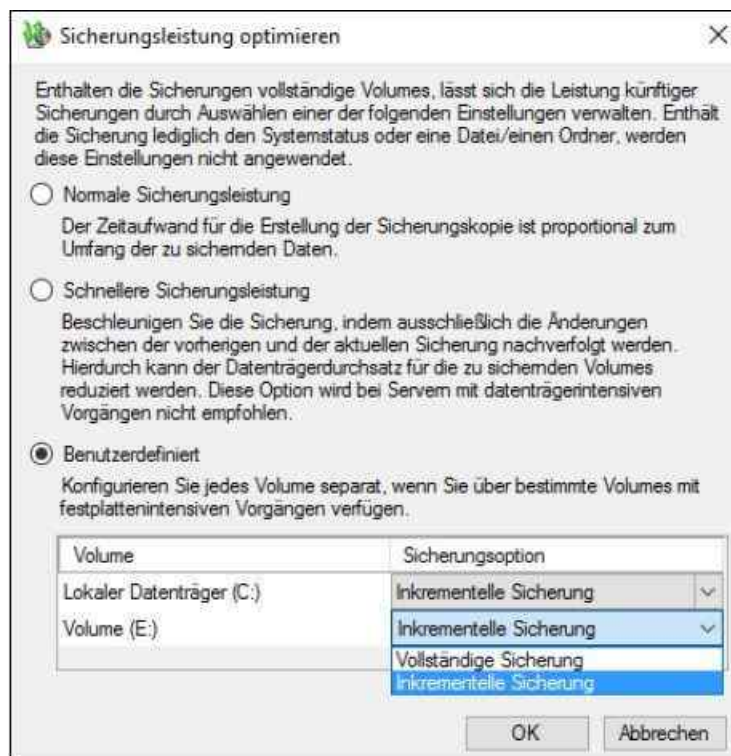 Sicherungsleistung optimieren
Enthalten die Sicherungen vollständige Volumes, lässt sich die Leistung künftiger
Sicherungen durch Auswählen einer der folgenden Einstellungen verwalten. Enthält
die Sicherung lediglich den Systemstatus oder eine Datei/einen Ordner, werden
diese Einstellungen nicht angewendet.
Normale Sicherungsleistung
Der Zeitaufwand für die Erstellung der Sicherungskopie ist proportional zum
Umfang der zu sichernden Daten.
Schnellere Sicherungsleistung
Beschleunigen Sie die Sicherung, indem ausschließlich die Änderungen
zwischen der vorherigen und der aktuellen Sicherung nachverfolgt werden.
Hierdurch kann der Datenträgerdurchsatz für die zu sichernden Volumes
reduziert werden. Diese Option wird bei Servern mit datenträgerintensiven
Vorgängen nicht empfohlen.
Benutzerdefiniert
Konfigurieren Sie jedes Volume separat, wenn Sie über bestimmte Volumes mit
festplattenintensiven Vorgängen verfügen.
Volume Sicherungsoption
Lokaler Datenträger (C:) Inkrementelle Sicherung
Volume (E:) Inkrementelle Sicherung
Vollständige Sicherung
Inkrementelle Sicherung
OK Abbrechen